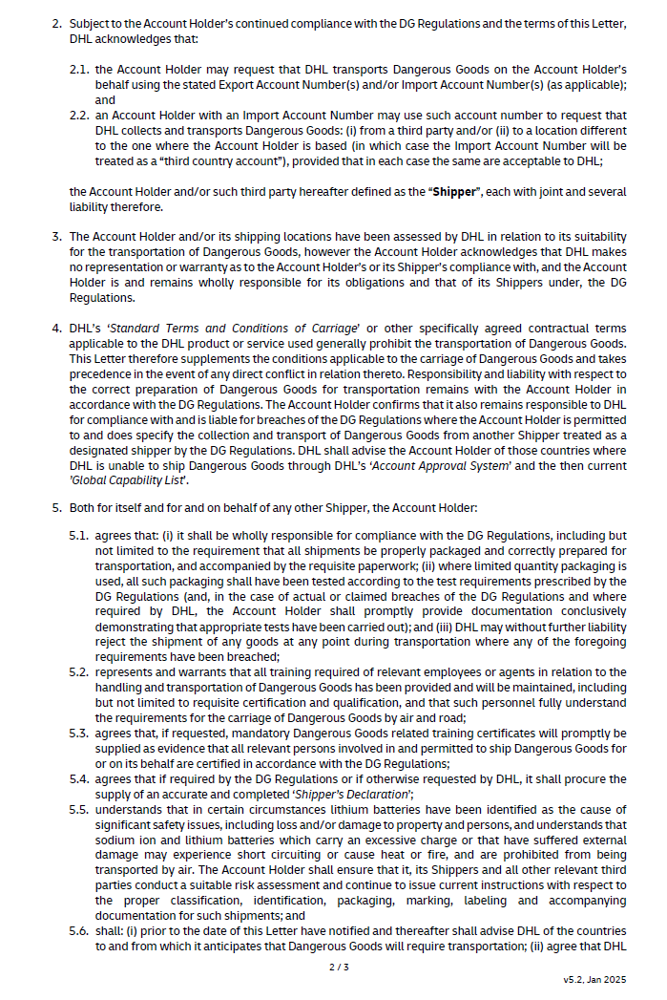 2. Subject to the Account Holder's continued compliance with the DG Regulations and the terms of this Letter,
DHL acknowledges that:
2.1. the Account Holder may request that DHL transports Dangerous Goods on the Account Holder's
behalf using the stated Export Account Number(s) and/or Import Account Number(s) (as applicable);
and
2.2. an Account Holder with an Import Account Number may use such account number to request that
DHL collects and transports Dangerous Goods: (i) from a third party and/or (ii) to a location different
to the one where the Account Holder is based (in which case the Import Account Number will be
treated as a “third country account”), provided that in each case the same are acceptable to DHL;
the Account Holder and/or such third party hereafter defined as the “Shipper”, each with joint and several
liability therefore.
3. The Account Holder and/or its shipping locations have been assessed by DHL in relation to its suitability
for the transportation of Dangerous Goods, however the Account Holder acknowledges that DHL makes
no representation or warranty as to the Account Holder's or its Shipper's compliance with, and the Account
Holder is and remains wholly responsible for its obligations and that of its Shippers under, the DG
Regulations.
4. DHL's ‘Standard Terms and Conditions of Carriage’ or other specifically agreed contractual terms
applicable to the DHL product or service used generally prohibit the transportation of Dangerous Goods.
This Letter therefore supplements the conditions applicable to the carriage of Dangerous Goods and takes
precedence in the event of any direct conflict in relation thereto. Responsibility and liability with respect to
the correct preparation of Dangerous Goods for transportation remains with the Account Holder in
accordance with the DG Regulations. The Account Holder confirms that it also remains responsible to DHL
for compliance with and is liable for breaches of the DG Regulations where the Account Holder is permitted
to and does specify the collection and transport of Dangerous Goods from another Shipper treated as a
designated shipper by the DG Regulations. DHL shall advise the Account Holder of those countries where
DHL is unable to ship Dangerous Goods through DHL's ‘Account Approval System’ and the then current
’Global Capability List’.
5. Both for itself and for and on behalf of any other Shipper, the Account Holder:
5.1. agrees that: (i) it shall be wholly responsible for compliance with the DG Regulations, including but
not limited to the requirement that all shipments be properly packaged and correctly prepared for
transportation, and accompanied by the requisite paperwork; (ii) where limited quantity packaging is
used, all such packaging shall have been tested according to the test requirements prescribed by the
DG Regulations (and, in the case of actual or claimed breaches of the DG Regulations and where
required by DHL, the Account Holder shall promptly provide documentation conclusively
demonstrating that appropriate tests have been carried out); and (iii) DHL may without further liability
reject the shipment of any goods at any point during transportation where any of the foregoing
requirements have been breached;
5.2. represents and warrants that all training required of relevant employees or agents in relation to the
handling and transportation of Dangerous Goods has been provided and will be maintained, including
but not limited to requisite certification and qualification, and that such personnel fully understand
the requirements for the carriage of Dangerous Goods by air and road;
5.3. agrees that, if requested, mandatory Dangerous Goods related training certificates will promptly be
supplied as evidence that all relevant persons involved in and permitted to ship Dangerous Goods for
or on its behalf are certified in accordance with the DG Regulations;
5.4. agrees that if required by the DG Regulations or if otherwise requested by DHL, it shall procure the
supply of an accurate and completed ‘Shipper's Declaration’;
5.5. understands that in certain circumstances lithium batteries have been identified as the cause of
significant safety issues, including loss and/or damage to property and persons, and understands that
sodium ion and lithium batteries which carry an excessive charge or that have suffered external
damage may experience short circuiting or cause heat or fire, and are prohibited from being
transported by air. The Account Holder shall ensure that it, its Shippers and all other relevant third
parties conduct a suitable risk assessment and continue to issue current instructions with respect to
the proper classification, identification, packaging, marking, labeling and accompanying
documentation for such shipments; and
5.6. shall: (i) prior to the date of this Letter have notified and thereafter shall advise DHL of the countries
to and from which it anticipates that Dangerous Goods will require transportation; (ii) agree that DHL
2 / 3
v5.2, Jan 2025